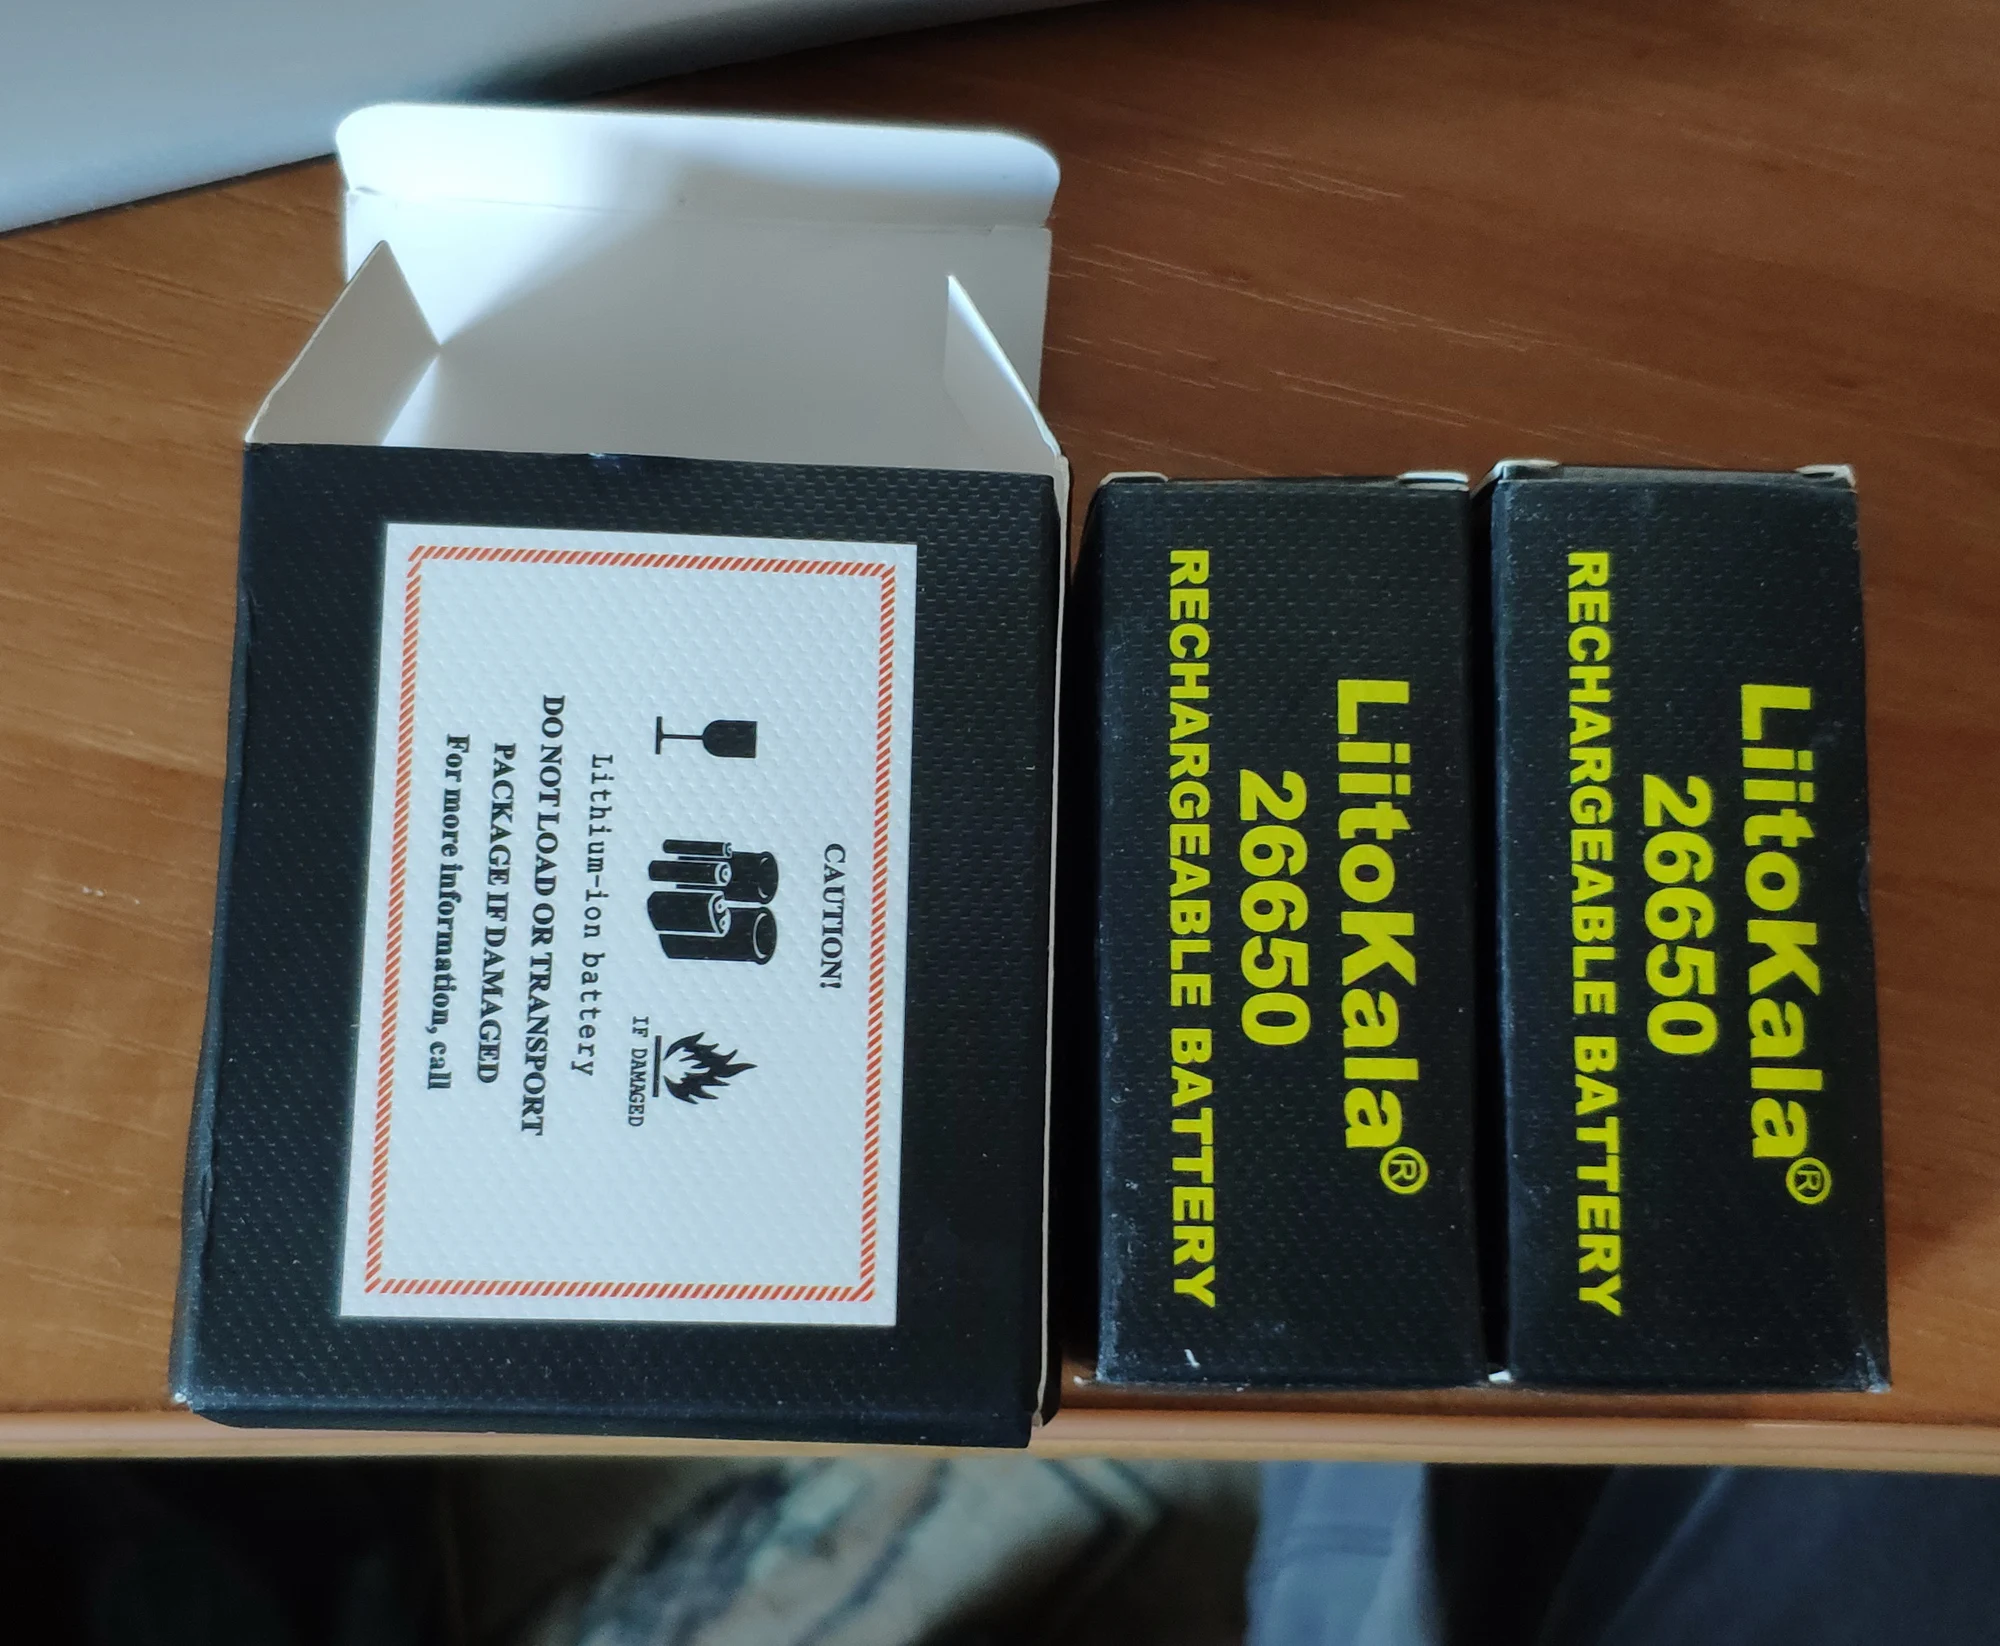 CAUTION!
IF DAMAGED
Lithium-ion battery
DO NOT LOAD OR TRANSPORT
PACKAGE IF DAMAGED
For more information, call
LiitoKala®
26650
RECHARGEABLE BATTERY
LiitoKala®
26650
RECHARGEABLE BATTERY